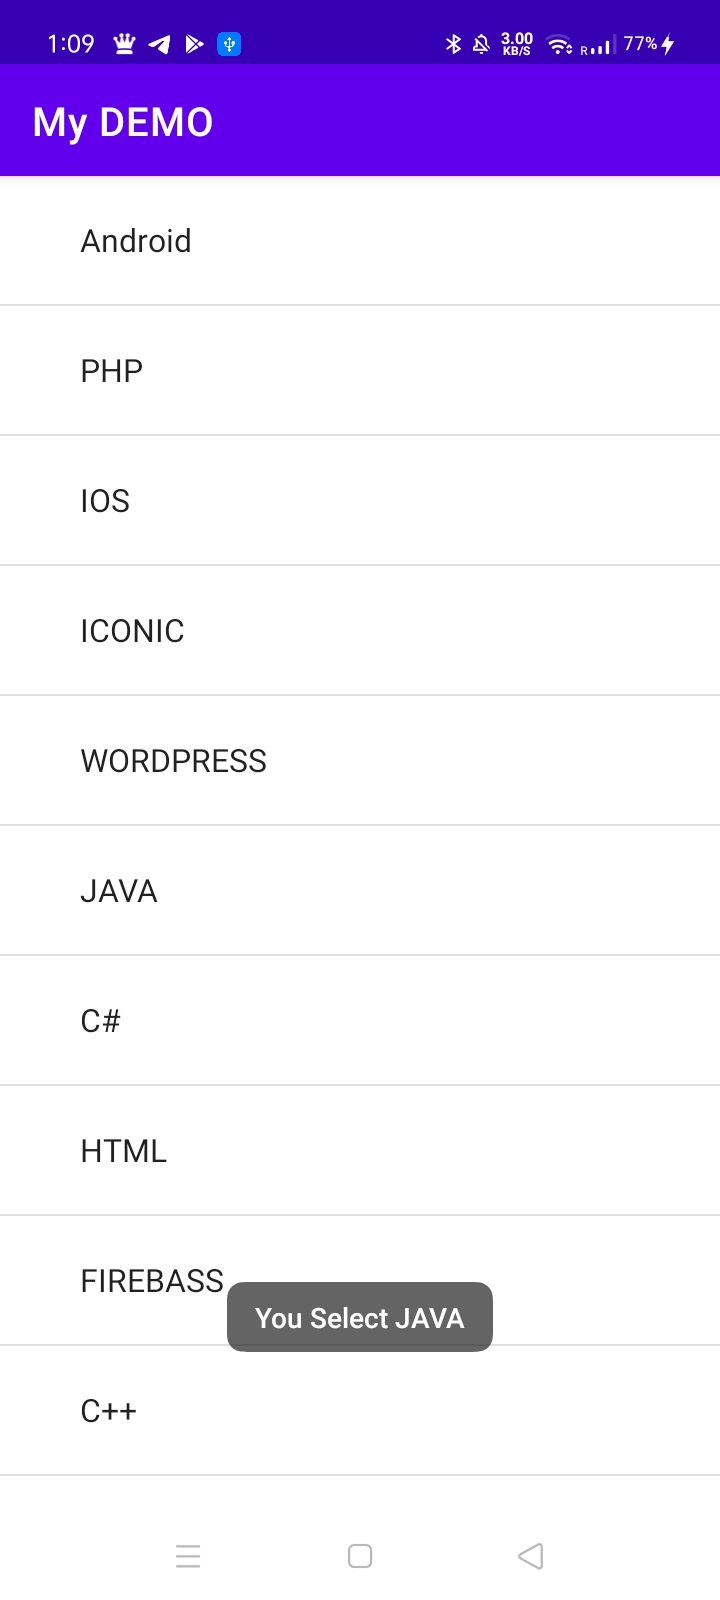 1:09 3.00 KB/S R 77%
My DEMO
Android
PHP
IOS
ICONIC
WORDPRESS
JAVA
C#
HTML
FIREBASS
You Select JAVA
C++